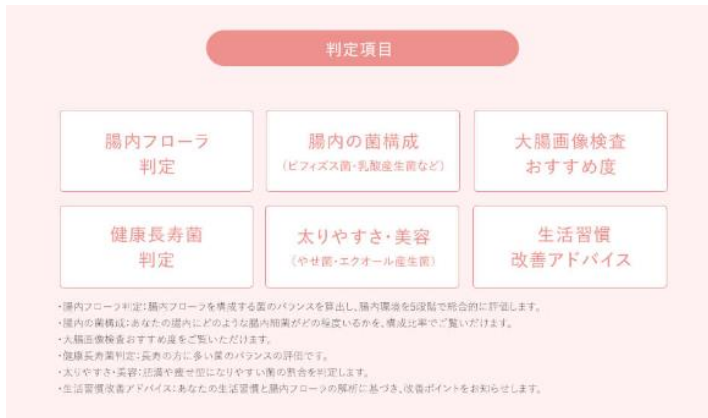 判定項目
腸内フローラ
判定
腸内の菌構成
(ビフィズス菌・乳酸産生菌など)
大腸画像検査
おすすめ度
健康長寿菌
判定
太りやすさ・美容
(やせ菌・エクオール産生菌)
生活習慣
改善アドバイス
・腸内フローラ判定:腸内フローラを構成する菌のバランスを算出し、腸内環境を5段階で総合的に評価します。
・腸内の菌構成:あなたの腸内にどのような腸内細菌がどの程度いるかを、構成比率でご覧いただけます。
・大腸画像検査おすすめ度をご覧いただけます。
・健康長寿菌判定:長寿の方に多い菌のバランスの評価です。
・太りやすさ・美容:肥満や痩せ型になりやすい菌の割合を判定します。
・生活習慣改善アドバイス:あなたの生活習慣と腸内フローラの解析に基づき、改善ポイントをお知らせします。